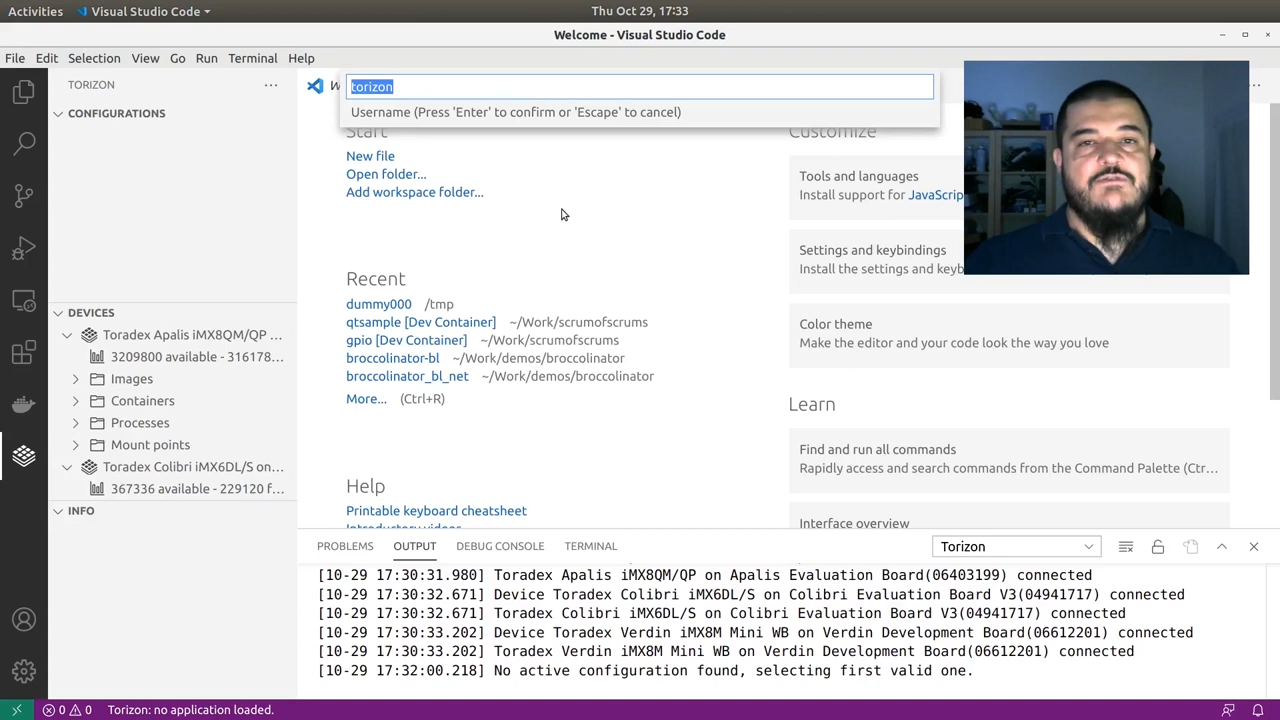 Activities Visual Studio Code Thu Oct 29, 17:33
Welcome - Visual Studio Code
File Edit Selection View Go Run Terminal Help
TORIZON
CONFIGURATIONS
DEVICES
Toradex Apalis iMX8QM/QP ...
3209800 available - 316178...
Images
Containers
Processes
Mount points
Toradex Colibri iMX6DL/S on...
367336 available - 229120 f...
INFO
torizon
Username (Press 'Enter' to confirm or 'Escape' to cancel)
Start
New file
Open folder...
Add workspace folder...
Recent
dummy000 /tmp
qtsample [Dev Container] ~/Work/scrumofscrums
gpio [Dev Container] ~/Work/scrumofscrums
broccolinator-bl ~/Work/demos/broccolinator
broccolinator_bl_net ~/Work/demos/broccolinator
More... (Ctrl+R)
Help
Printable keyboard cheatsheet
Introductory videos
Customize
Tools and languages
Install support for JavaScrip
Settings and keybindings
Install the settings and keyb
Color theme
Make the editor and your code look the way you love
Learn
Find and run all commands
Rapidly access and search commands from the Command Palette (Ctr...
Interface overview
PROBLEMS OUTPUT DEBUG CONSOLE TERMINAL Torizon
[10-29 17:30:31.980] Toradex Apalis iMX8QM/QP on Apalis Evaluation Board(06403199) connected
[10-29 17:30:32.671] Device Toradex Colibri iMX6DL/S on Colibri Evaluation Board V3(04941717) connected
[10-29 17:30:32.671] Toradex Colibri iMX6DL/S on Colibri Evaluation Board V3(04941717) connected
[10-29 17:30:33.202] Device Toradex Verdin iMX8M Mini WB on Verdin Development Board(06612201) connected
[10-29 17:30:33.202] Toradex Verdin iMX8M Mini WB on Verdin Development Board(06612201) connected
[10-29 17:32:00.218] No active configuration found, selecting first valid one.
0 0 Torizon: no application loaded.